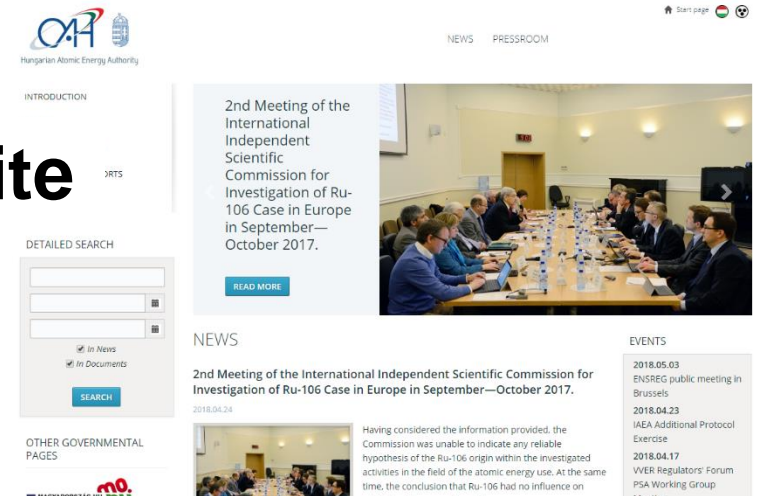 Start page
OAH
Hungarian Atomic Energy Authority
NEWS PRESSROOM
INTRODUCTION
ite
ORTS
2nd Meeting of the
International
Independent
Scientific
Commission for
Investigation of Ru-
106 Case in Europe
in September—
October 2017.
READ MORE
DETAILED SEARCH
In News
In Documents
SEARCH
OTHER GOVERNMENTAL
PAGES
NEWS
2nd Meeting of the International Independent Scientific Commission for
Investigation of Ru-106 Case in Europe in September—October 2017.
2018.04.24
Having considered the information provided, the
Commission was unable to indicate any reliable
hypothesis of the Ru-106 origin within the investigated
activities in the field of the atomic energy use. At the same
time, the conclusion that Ru-106 had no influence on
EVENTS
2018.05.03
ENSREG public meeting in
Brussels
2018.04.23
IAEA Additional Protocol
Exercise
2018.04.17
VVER Regulators' Forum
PSA Working Group